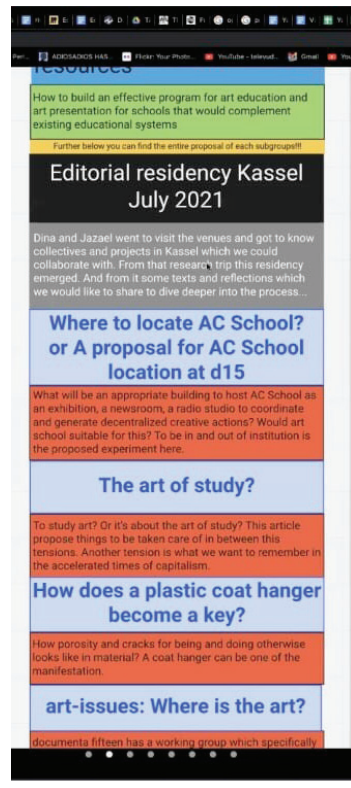 ADIOSADIOS HAS...
Flickr: Your Photo...
YouTube - televud...
Gmail
resources
How to build an effective program for art education and
art presentation for schools that would complement
existing educational systems
Further below you can find the entire proposal of each subgroups!!!
Editorial residency Kassel
July 2021
Dina and Jazael went to visit the venues and got to know
collectives and projects in Kassel which we could
collaborate with. From that research trip this residency
emerged. And from it some texts and reflections which
we would like to share to dive deeper into the process...
Where to locate AC School?
or A proposal for AC School
location at d15
What will be an appropriate building to host AC School as
an exhibition, a newsroom, a radio studio to coordinate
and generate decentralized creative actions? Would art
school suitable for this? To be in and out of institution is
the proposed experiment here.
The art of study?
To study art? Or it's about the art of study? This article
propose things to be taken care of in between this
tensions. Another tension is what we want to remember in
the accelerated times of capitalism.
How does a plastic coat hanger
become a key?
How porosity and cracks for being and doing otherwise
looks like in material? A coat hanger can be one of the
manifestation.
art-issues: Where is the art?
documenta fifteen has a working group which specifically